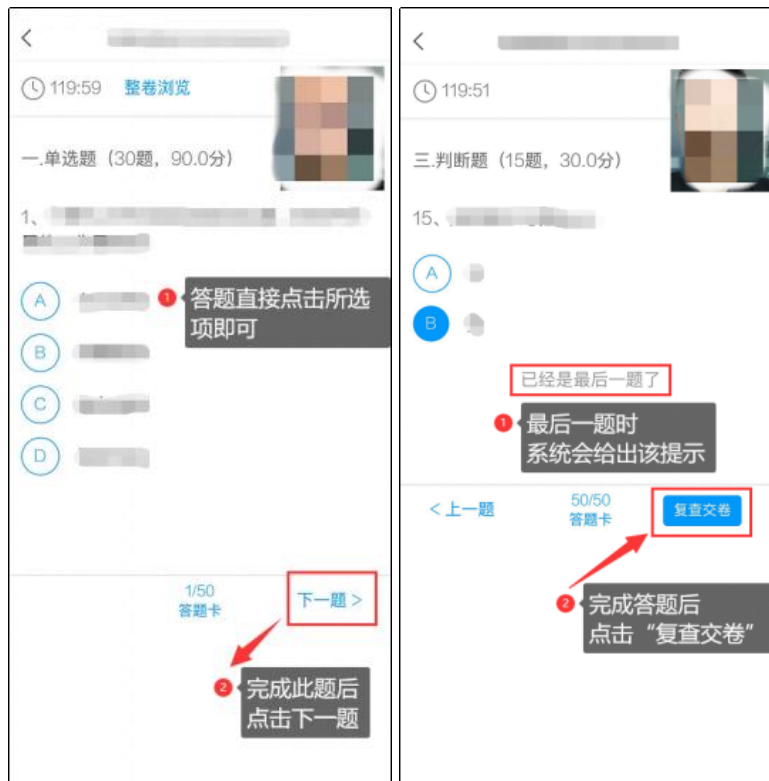 119:59 整卷浏览
一.单选题（30题，90.0分）
1、
A
❶ 答题直接点击所选
项即可
B
C
D
1/50
答题卡
下一题 >
❷ 完成此题后
点击下一题
119:51
三.判断题（15题，30.0分）
15、
A
B
已经是最后一题了
❶ 最后一题时
系统会给出该提示
< 上一题
50/50
答题卡
复查交卷
❷ 完成答题后
点击“复查交卷”